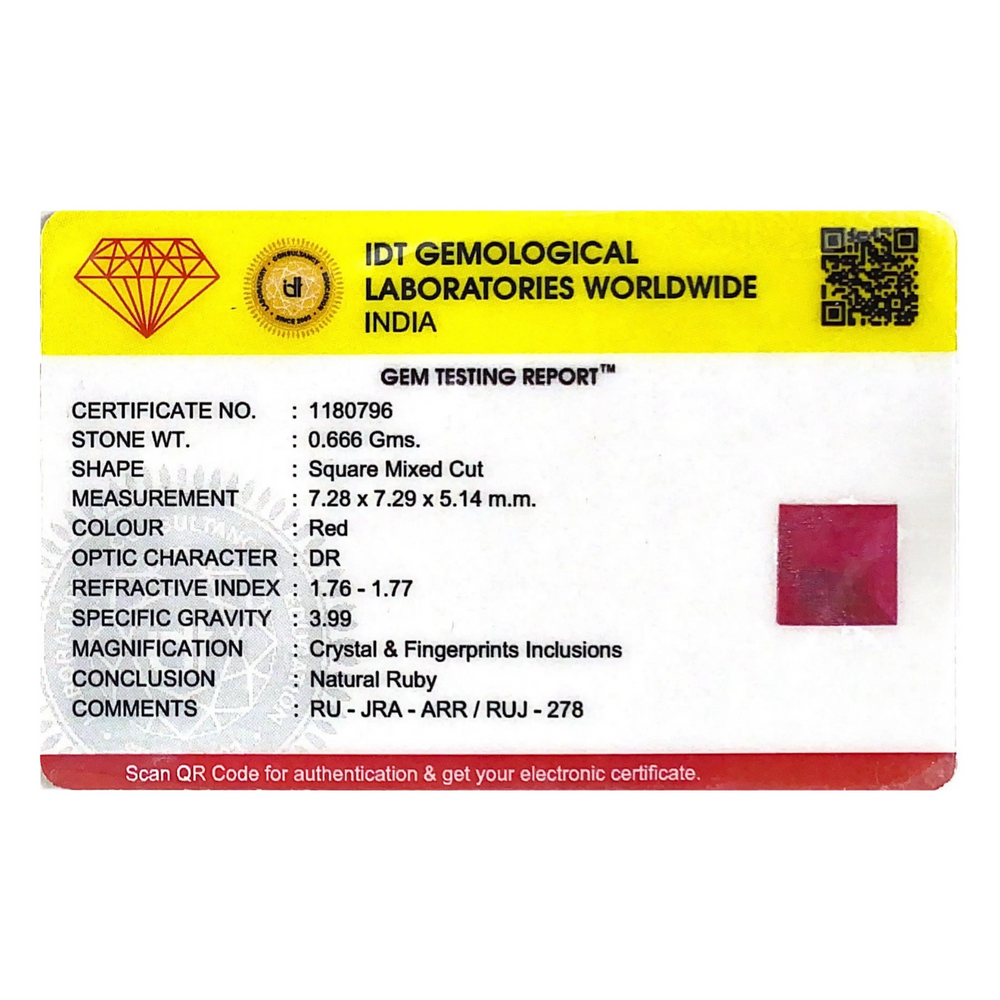 IDT GEMOLOGICAL
LABORATORIES WORLDWIDE
INDIA
GEM TESTING REPORT™
CERTIFICATE NO. : 1180796
STONE WT. : 0.666 Gms.
SHAPE : Square Mixed Cut
MEASUREMENT : 7.28 x 7.29 x 5.14 m.m.
COLOUR : Red
OPTIC CHARACTER : DR
REFRACTIVE INDEX : 1.76 - 1.77
SPECIFIC GRAVITY : 3.99
MAGNIFICATION : Crystal & Fingerprints Inclusions
CONCLUSION : Natural Ruby
COMMENTS : RU - JRA - ARR / RUJ - 278
Scan QR Code for authentication & get your electronic certificate.